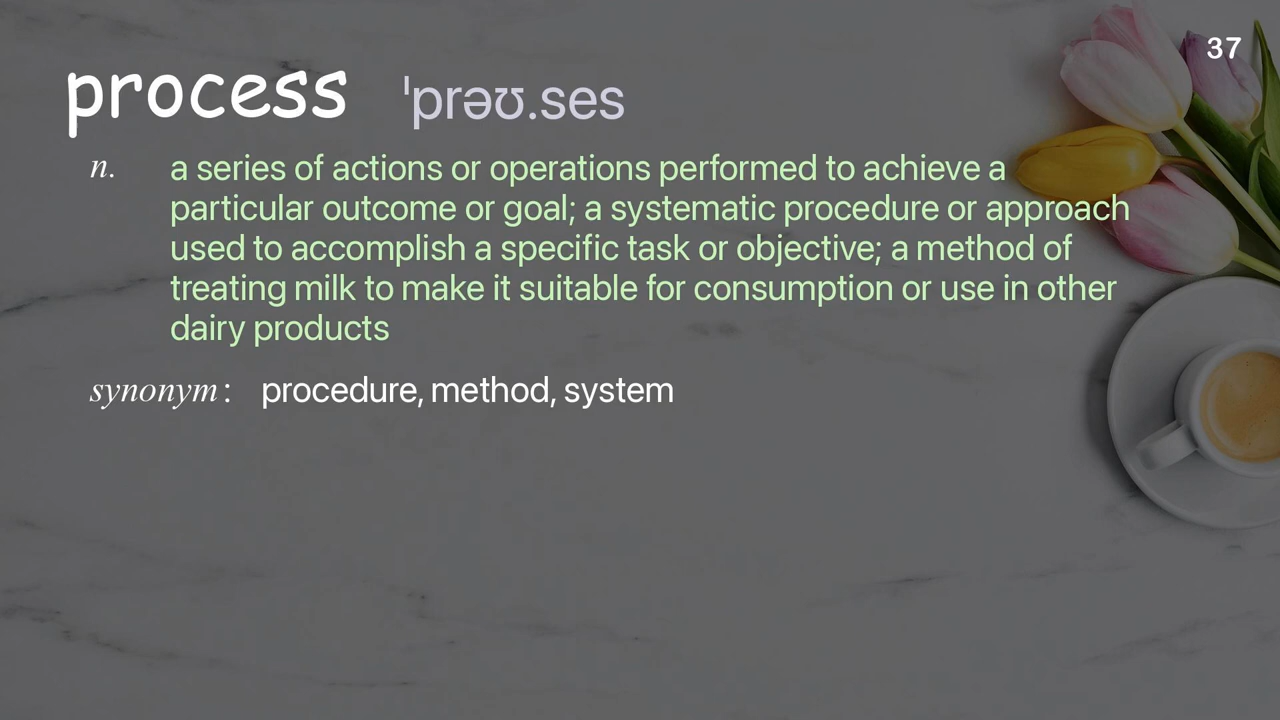 37
process ˈprəʊ.ses
n. a series of actions or operations performed to achieve a
particular outcome or goal; a systematic procedure or approach
used to accomplish a specific task or objective; a method of
treating milk to make it suitable for consumption or use in other
dairy products
synonym: procedure, method, system